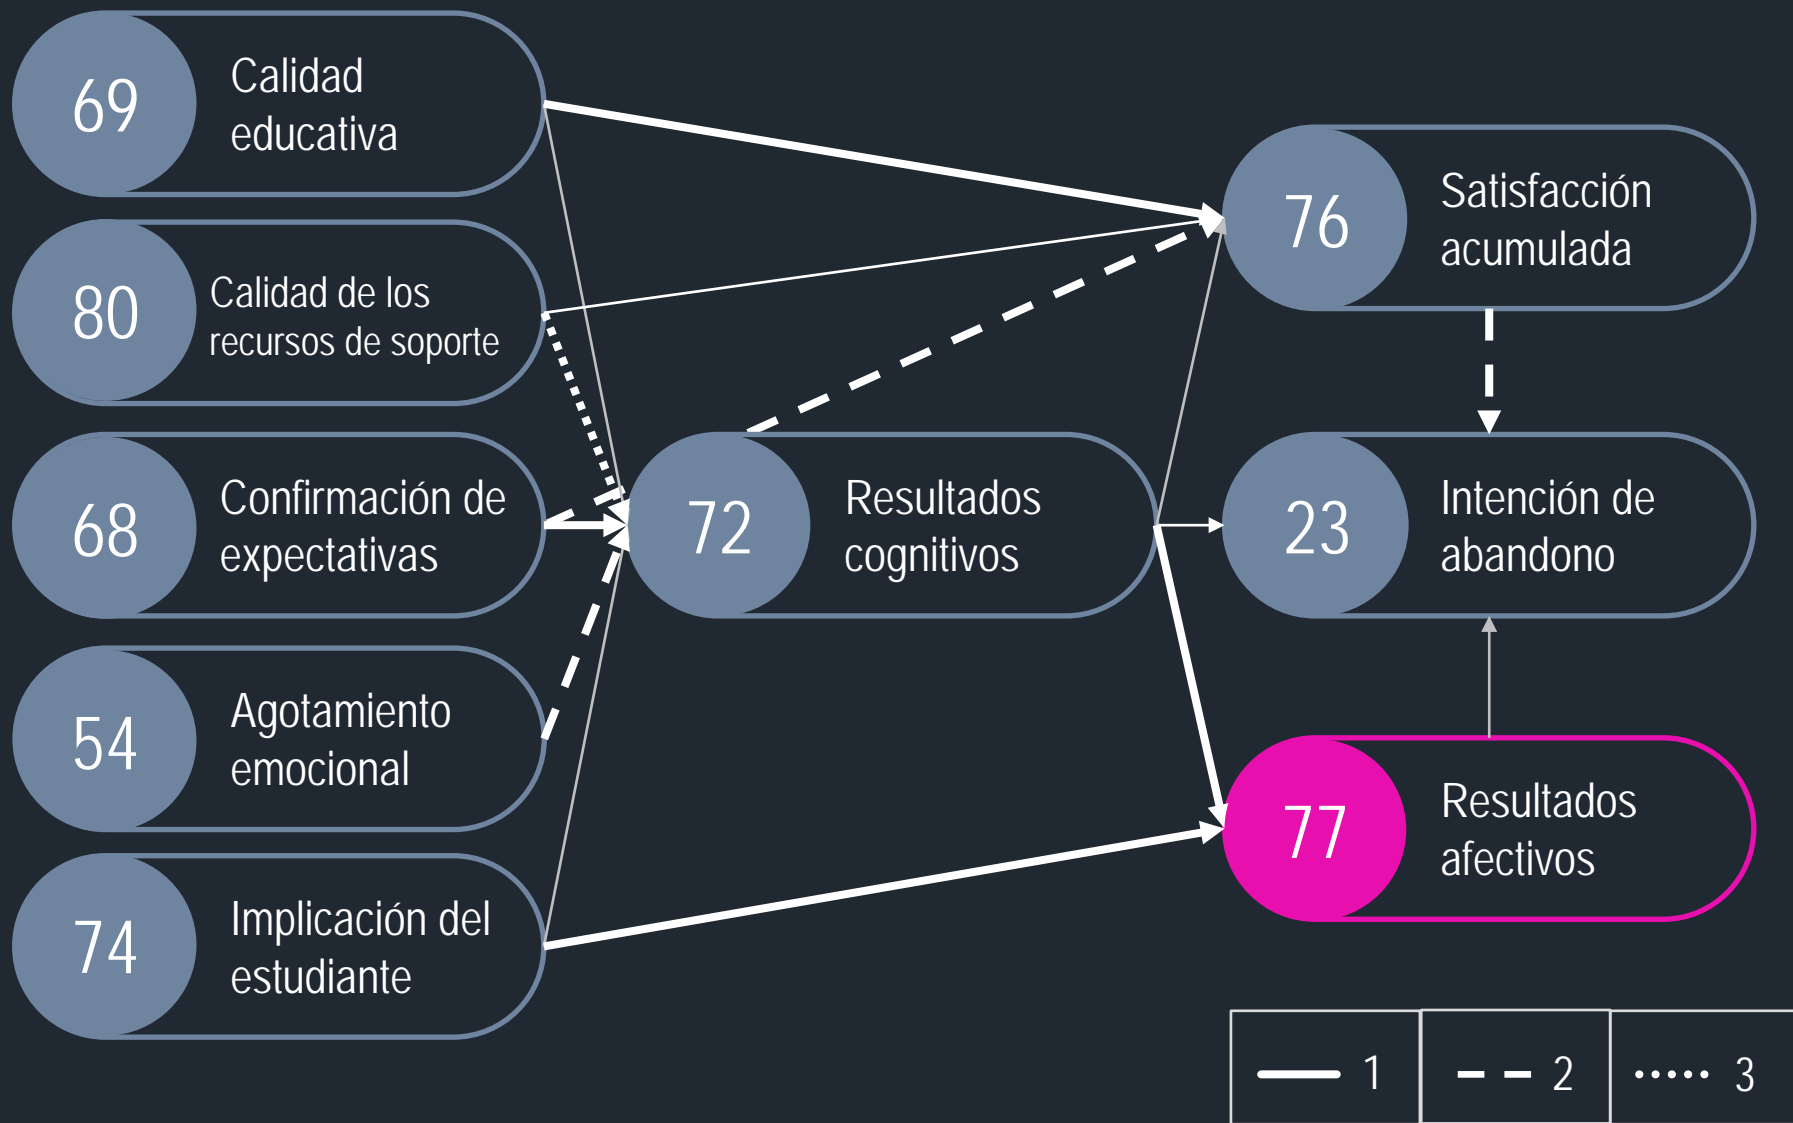 69
Calidad
educativa
80
Calidad de los
recursos de soporte
68
Confirmación de
expectativas
54
Agotamiento
emocional
74
Implicación del
estudiante
72
Resultados
cognitivos
76
Satisfacción
acumulada
23
Intención de
abandono
77
Resultados
afectivos
1
2
3